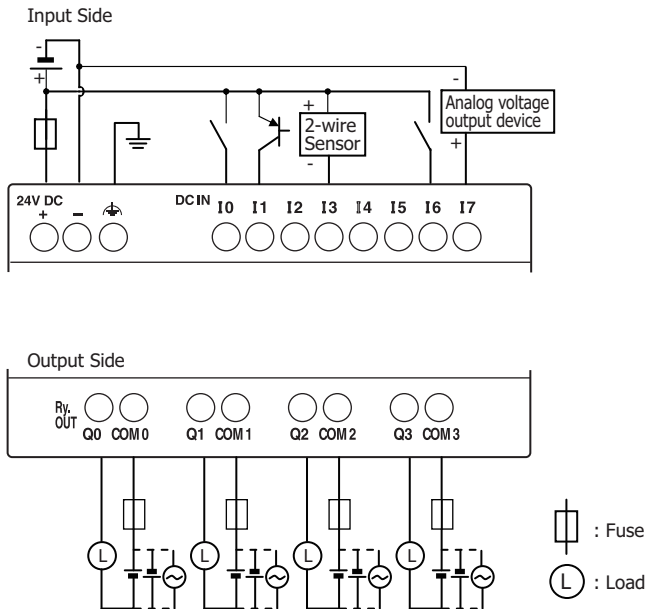 Input Side
-
+
-
+
Analog voltage
output device
+
2-wire
Sensor
-
24V DC
+ -
DC IN I0 I1 I2 I3 I4 I5 I6 I7
Output Side
Ry.
OUT
Q0 COM0 Q1 COM1 Q2 COM2 Q3 COM3
L L L L
: Fuse
L : Load